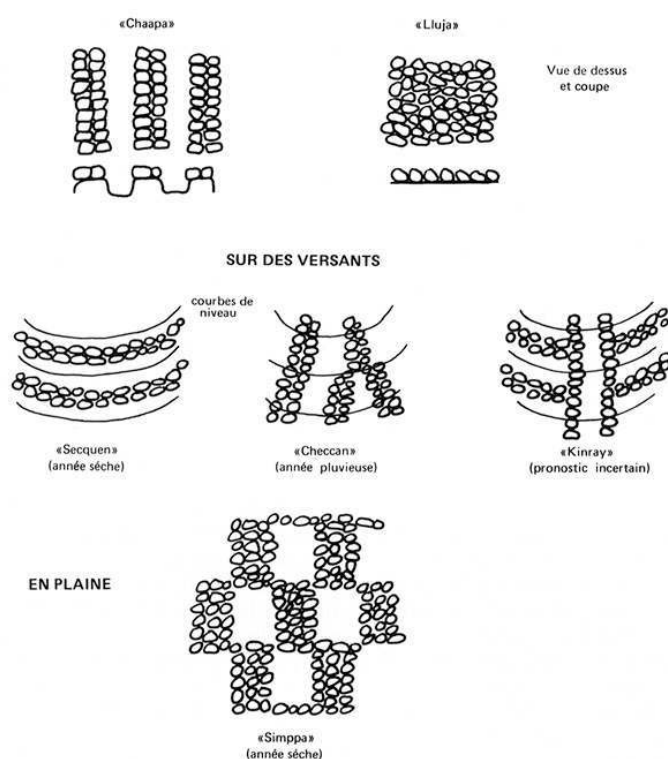 «Chaapa»
«Lluja»
Vue de dessus
et coupe
SUR DES VERSANTS
courbes de
niveau
«Secquen»
(année séche)
«Checcan»
(année pluvieuse)
«Kinray»
(pronostic incertain)
EN PLAINE
«Simppa»
(année séche)